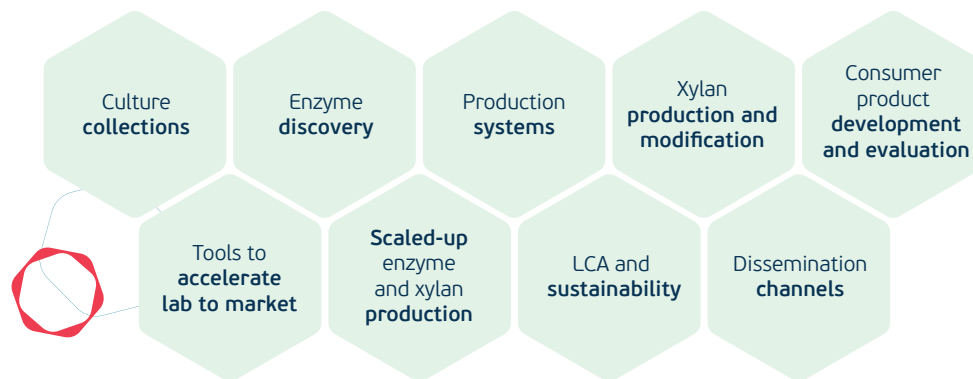 Culture
collections
Enzyme
discovery
Production
systems
Xylan
production and
modification
Consumer
product
development
and evaluation
Tools to
accelerate
lab to market
Scaled-up
enzyme
and xylan
production
LCA and
sustainability
Dissemination
channels